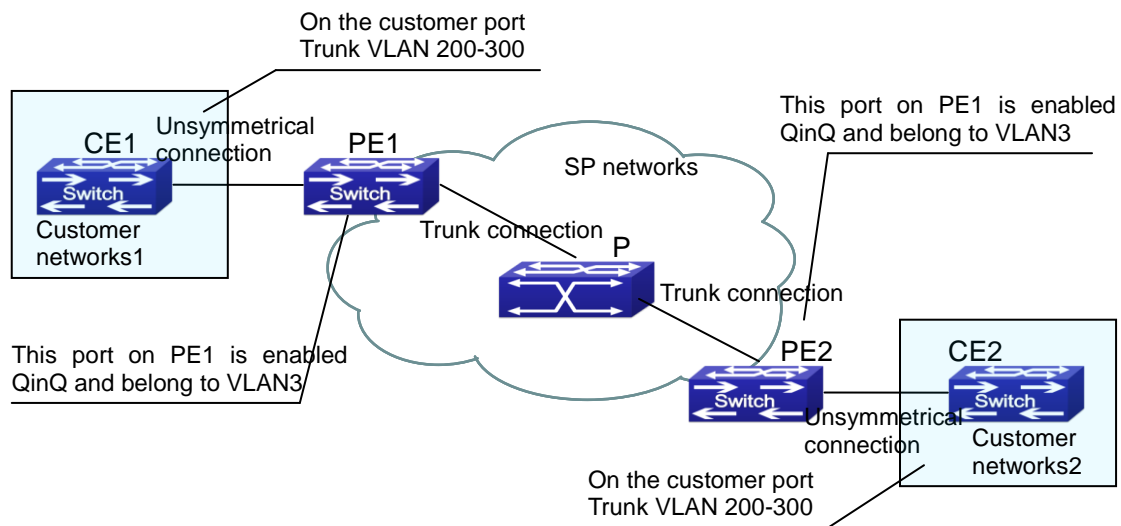 On the customer port
Trunk VLAN 200-300
This port on PE1 is enabled
QinQ and belong to VLAN3
Unsymmetrical
connection
CE1
PE1
SP networks
Switch
Switch
Customer
networks1
Trunk connection
P
Trunk connection
This port on PE1 is enabled
QinQ and belong to VLAN3
PE2
CE2
Switch
Switch
Unsymmetrical
connection
Customer
networks2
On the customer port
Trunk VLAN 200-300